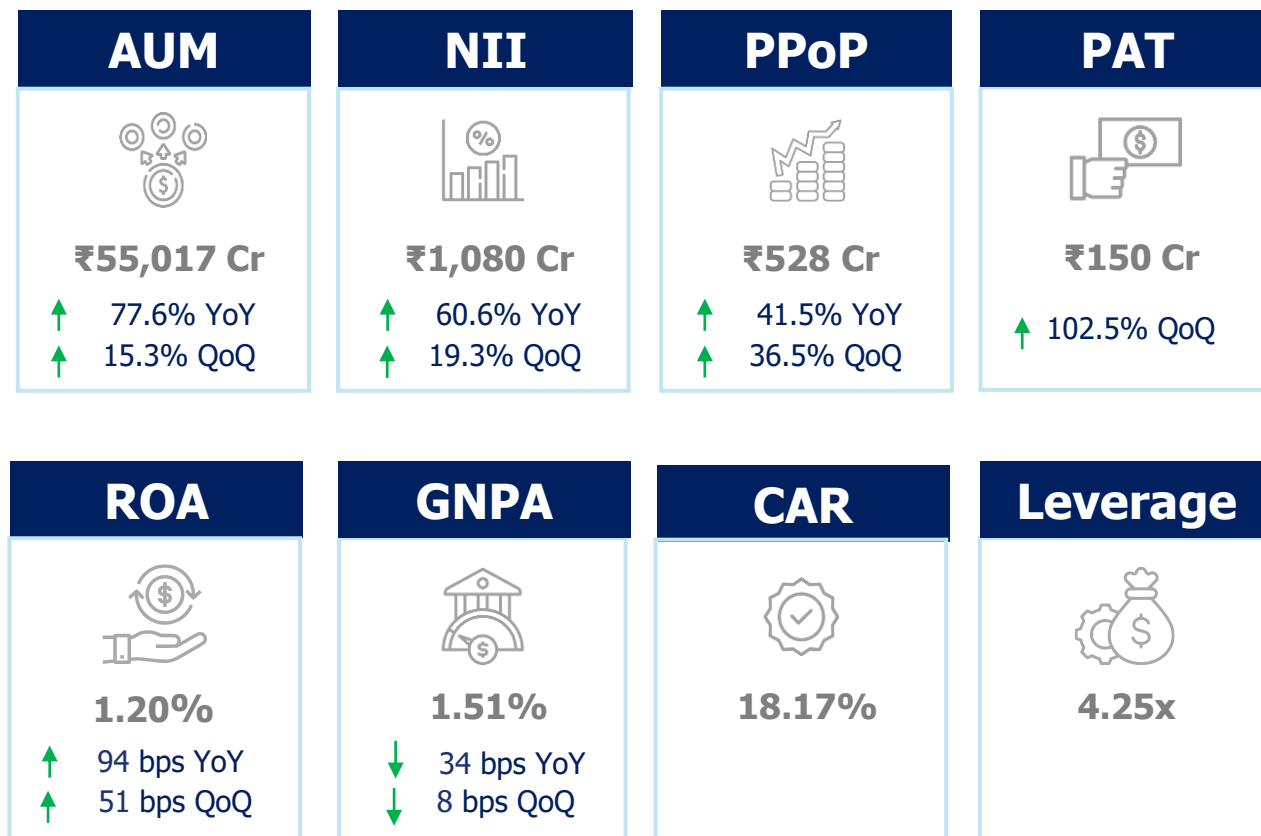 AUM
NII
PPoP
PAT
%
$
$
₹55,017 Cr
₹1,080 Cr
₹528 Cr
₹150 Cr
77.6% YoY
60.6% YoY
41.5% YoY
102.5% QoQ
15.3% QoQ
19.3% QoQ
36.5% QoQ
ROA
GNPA
CAR
Leverage
$
$
$
1.20%
1.51%
18.17%
4.25x
94 bps YoY
34 bps YoY
51 bps QoQ
8 bps QoQ